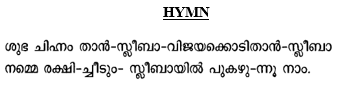 HYMN
ശുഭ ചിഹ്നം താൻ-സ്ലീബാ-വിജയക്കൊടിതാൻ-സ്ലീബാ
നമ്മെ രക്ഷി-ച്ചീടും- സ്ലീബായിൽ പുകഴു-ന്നൂ നാം.